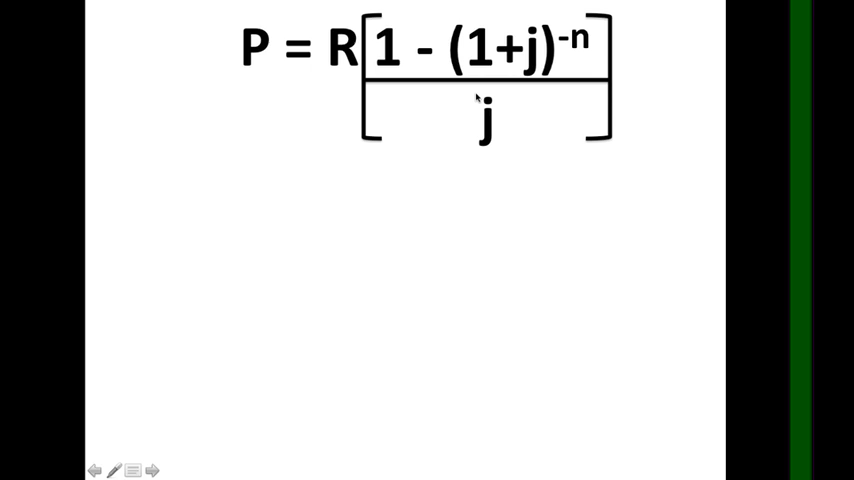 P = R[1 - (1+j)⁻ⁿ]
j